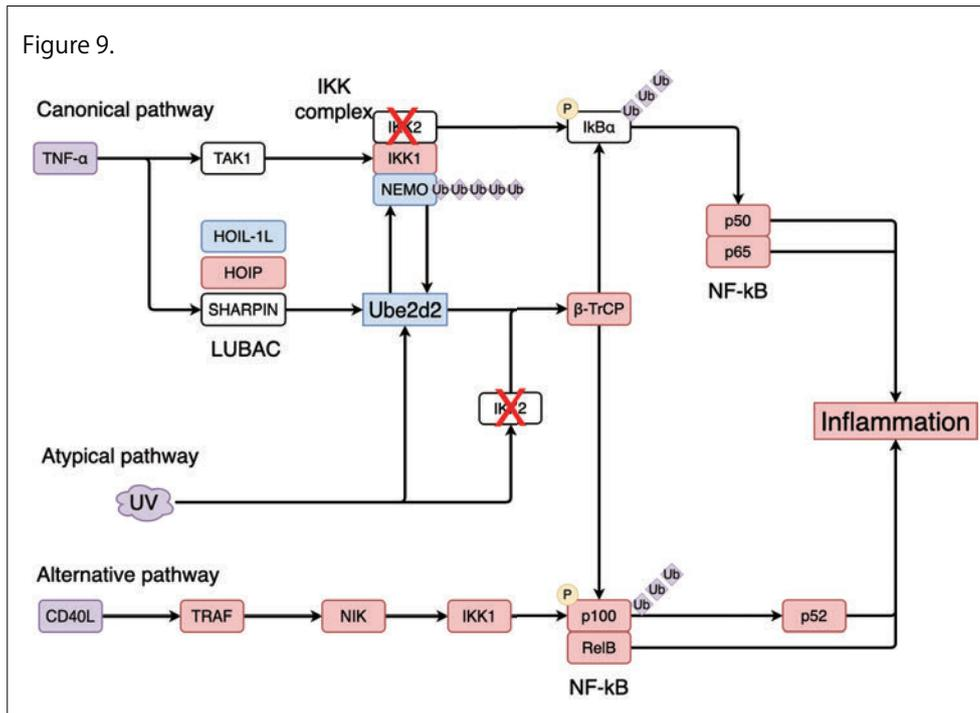 Figure 9.
Canonical pathway
IKK
complex
IKK2
P
IkBα
Ub Ub Ub
TNF-α
TAK1
IKK1
NEMO
Ub Ub Ub Ub Ub
HOIL-1L
HOIP
SHARPIN
LUBAC
Ube2d2
β-TrCP
p50
p65
NF-kB
Inflammation
Atypical pathway
UV
Alternative pathway
CD40L
TRAF
NIK
IKK1
P
p100
Ub Ub Ub
p52
RelB
NF-kB